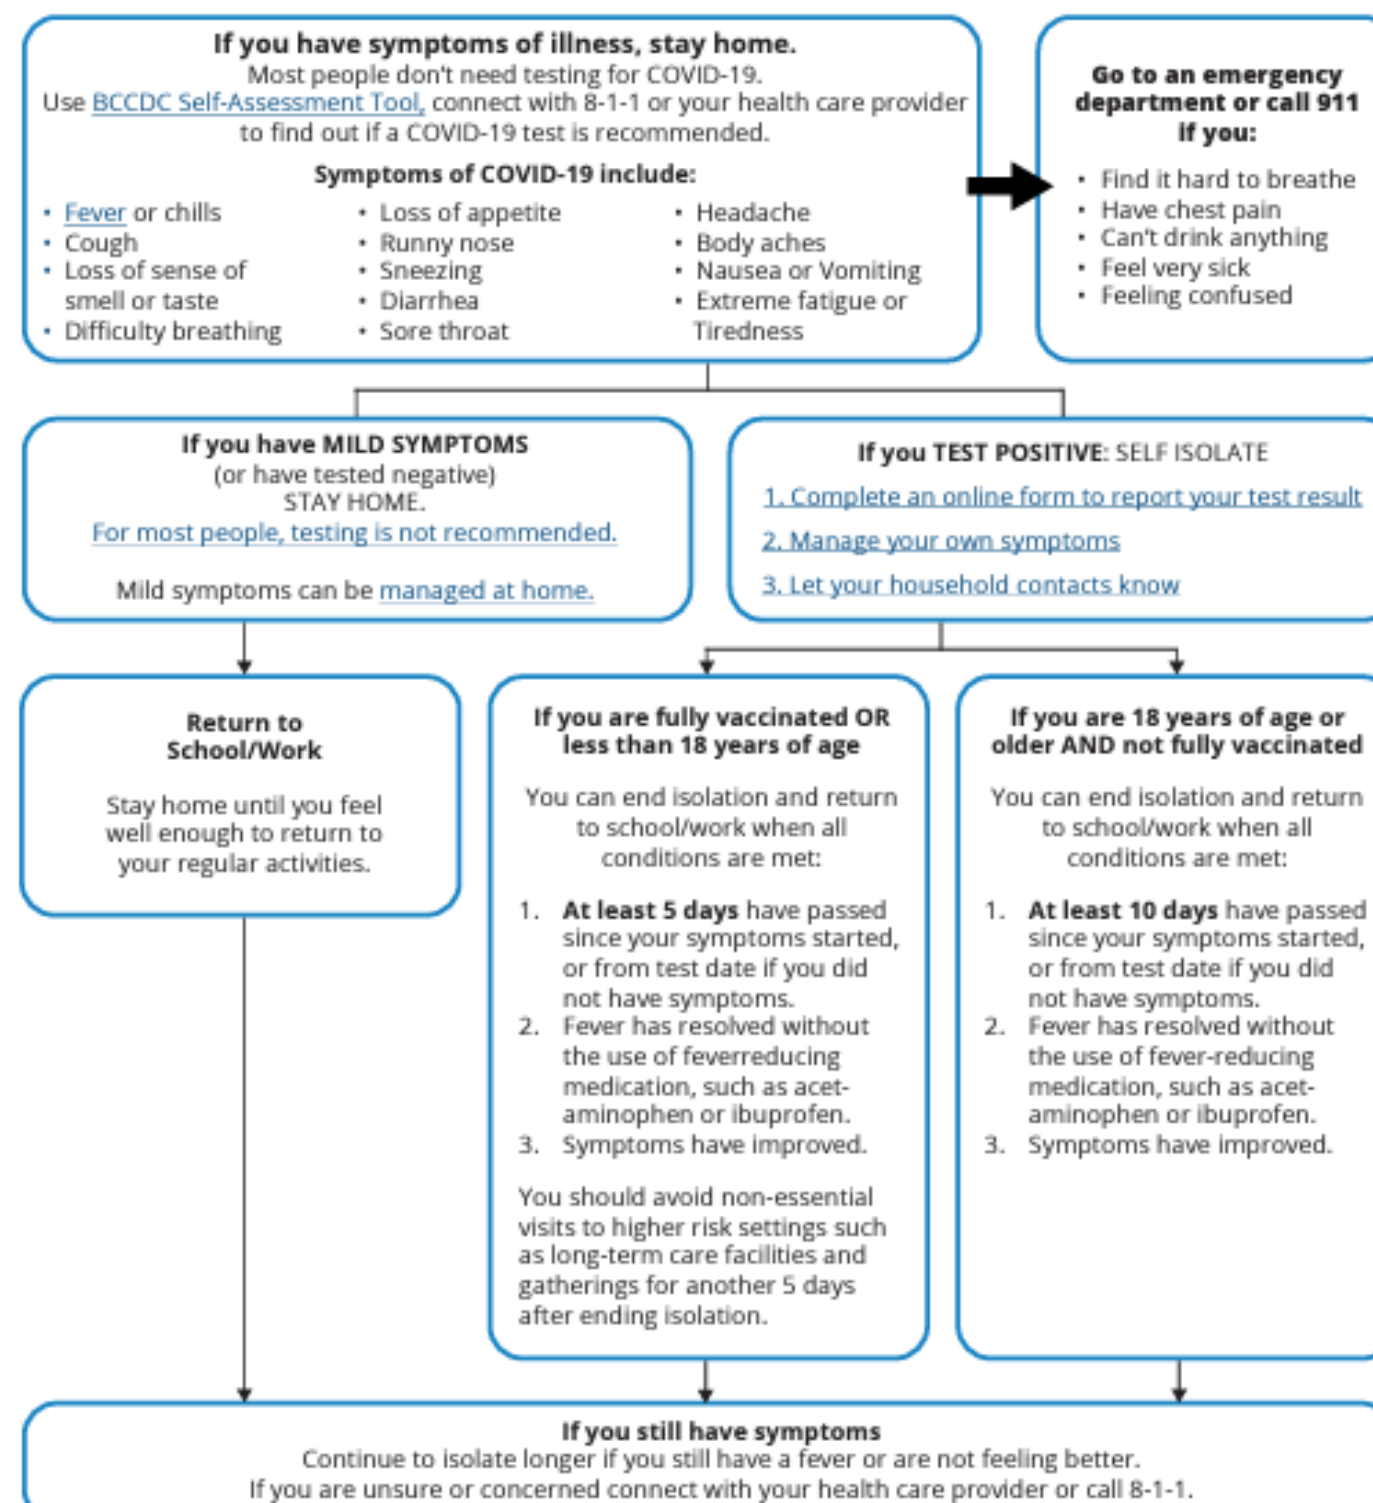 If you have symptoms of illness, stay home.
Most people don't need testing for COVID-19.
Use BCCDC Self-Assessment Tool, connect with 8-1-1 or your health care provider
to find out if a COVID-19 test is recommended.
Symptoms of COVID-19 include:
• Fever or chills
• Cough
• Loss of sense of
smell or taste
• Difficulty breathing
• Loss of appetite
• Runny nose
• Sneezing
• Diarrhea
• Sore throat
• Headache
• Body aches
• Nausea or Vomiting
• Extreme fatigue or
Tiredness
Go to an emergency
department or call 911
if you:
• Find it hard to breathe
• Have chest pain
• Can't drink anything
• Feel very sick
• Feeling confused
If you have MILD SYMPTOMS
(or have tested negative)
STAY HOME.
For most people, testing is not recommended.
Mild symptoms can be managed at home.
If you TEST POSITIVE: SELF ISOLATE
1. Complete an online form to report your test result
2. Manage your own symptoms
3. Let your household contacts know
Return to
School/Work
Stay home until you feel
well enough to return to
your regular activities.
If you are fully vaccinated OR
less than 18 years of age
You can end isolation and return
to school/work when all
conditions are met:
1. At least 5 days have passed
since your symptoms started,
or from test date if you did
not have symptoms.
2. Fever has resolved without
the use of feverreducing
medication, such as acet-
aminophen or ibuprofen.
3. Symptoms have improved.
You should avoid non-essential
visits to higher risk settings such
as long-term care facilities and
gatherings for another 5 days
after ending isolation.
If you are 18 years of age or
older AND not fully vaccinated
You can end isolation and return
to school/work when all
conditions are met:
1. At least 10 days have passed
since your symptoms started,
or from test date if you did
not have symptoms.
2. Fever has resolved without
the use of fever-reducing
medication, such as acet-
aminophen or ibuprofen.
3. Symptoms have improved.
If you still have symptoms
Continue to isolate longer if you still have a fever or are not feeling better.
If you are unsure or concerned connect with your health care provider or call 8-1-1.